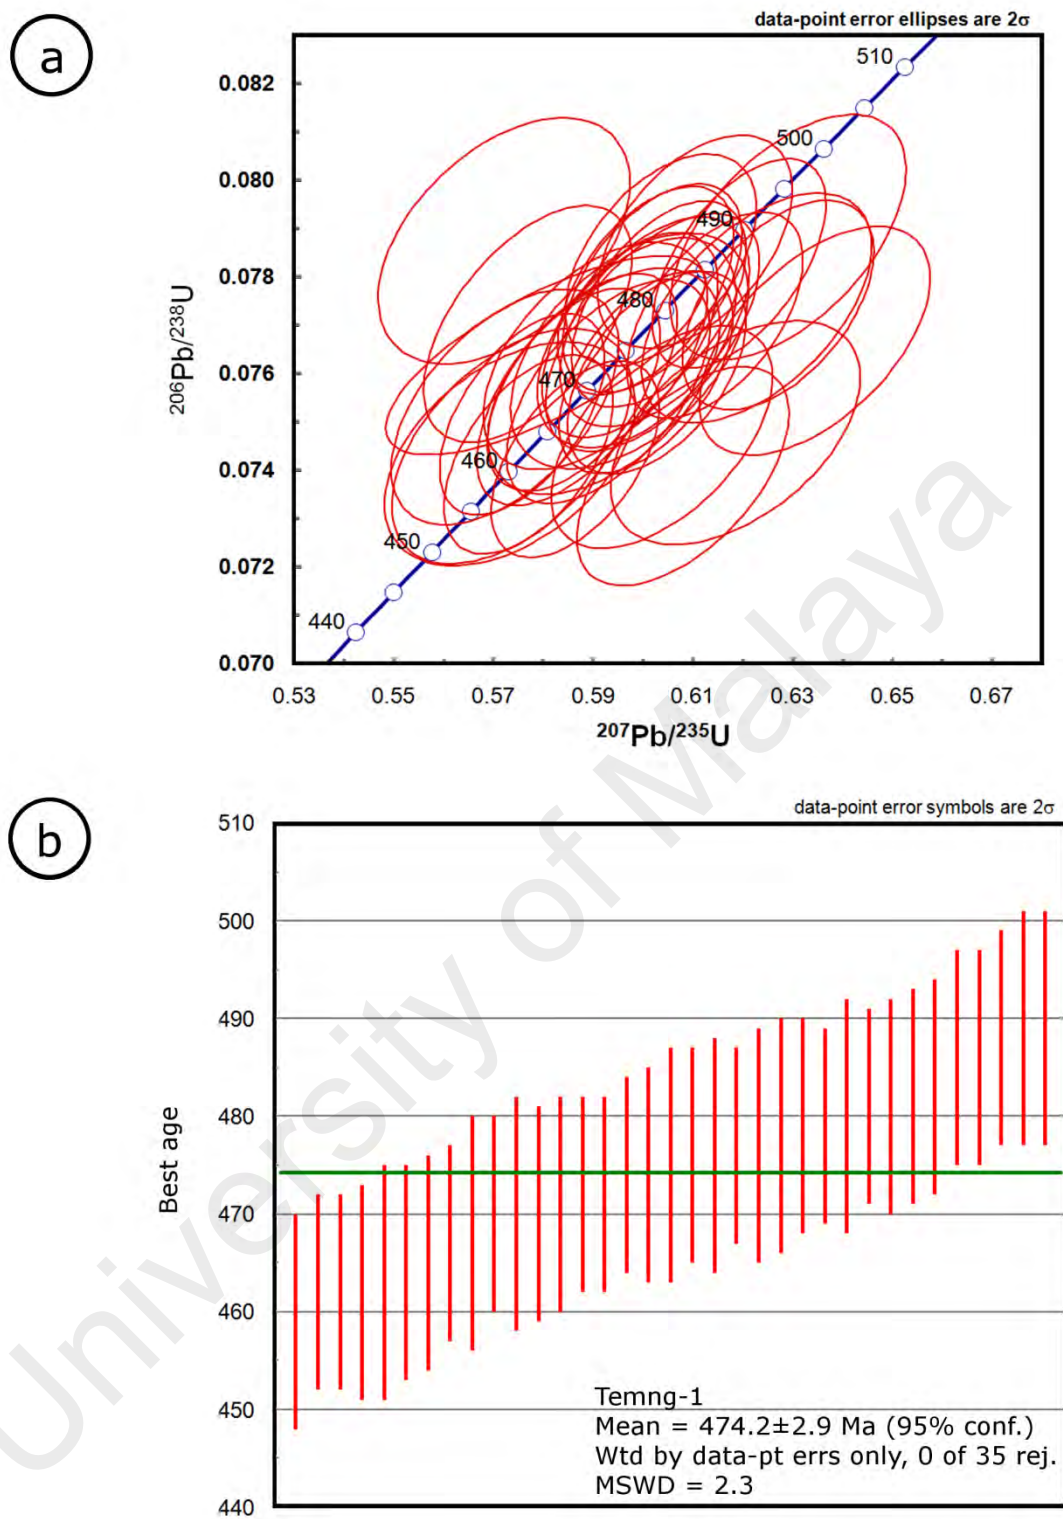 a
data-point error ellipses are 2σ
0.082
0.080
0.078
0.076
0.074
0.072
0.070
206Pb/238U
510
500
490
480
470
460
450
440
0.53
0.55
0.57
0.59
0.61
0.63
0.65
0.67
207Pb/235U
b
data-point error symbols are 2σ
510
500
490
480
470
460
450
440
Best age
Temng-1
Mean = 474.2±2.9 Ma (95% conf.)
Wtd by data-pt errs only, 0 of 35 rej.
MSWD = 2.3
University of Malaya